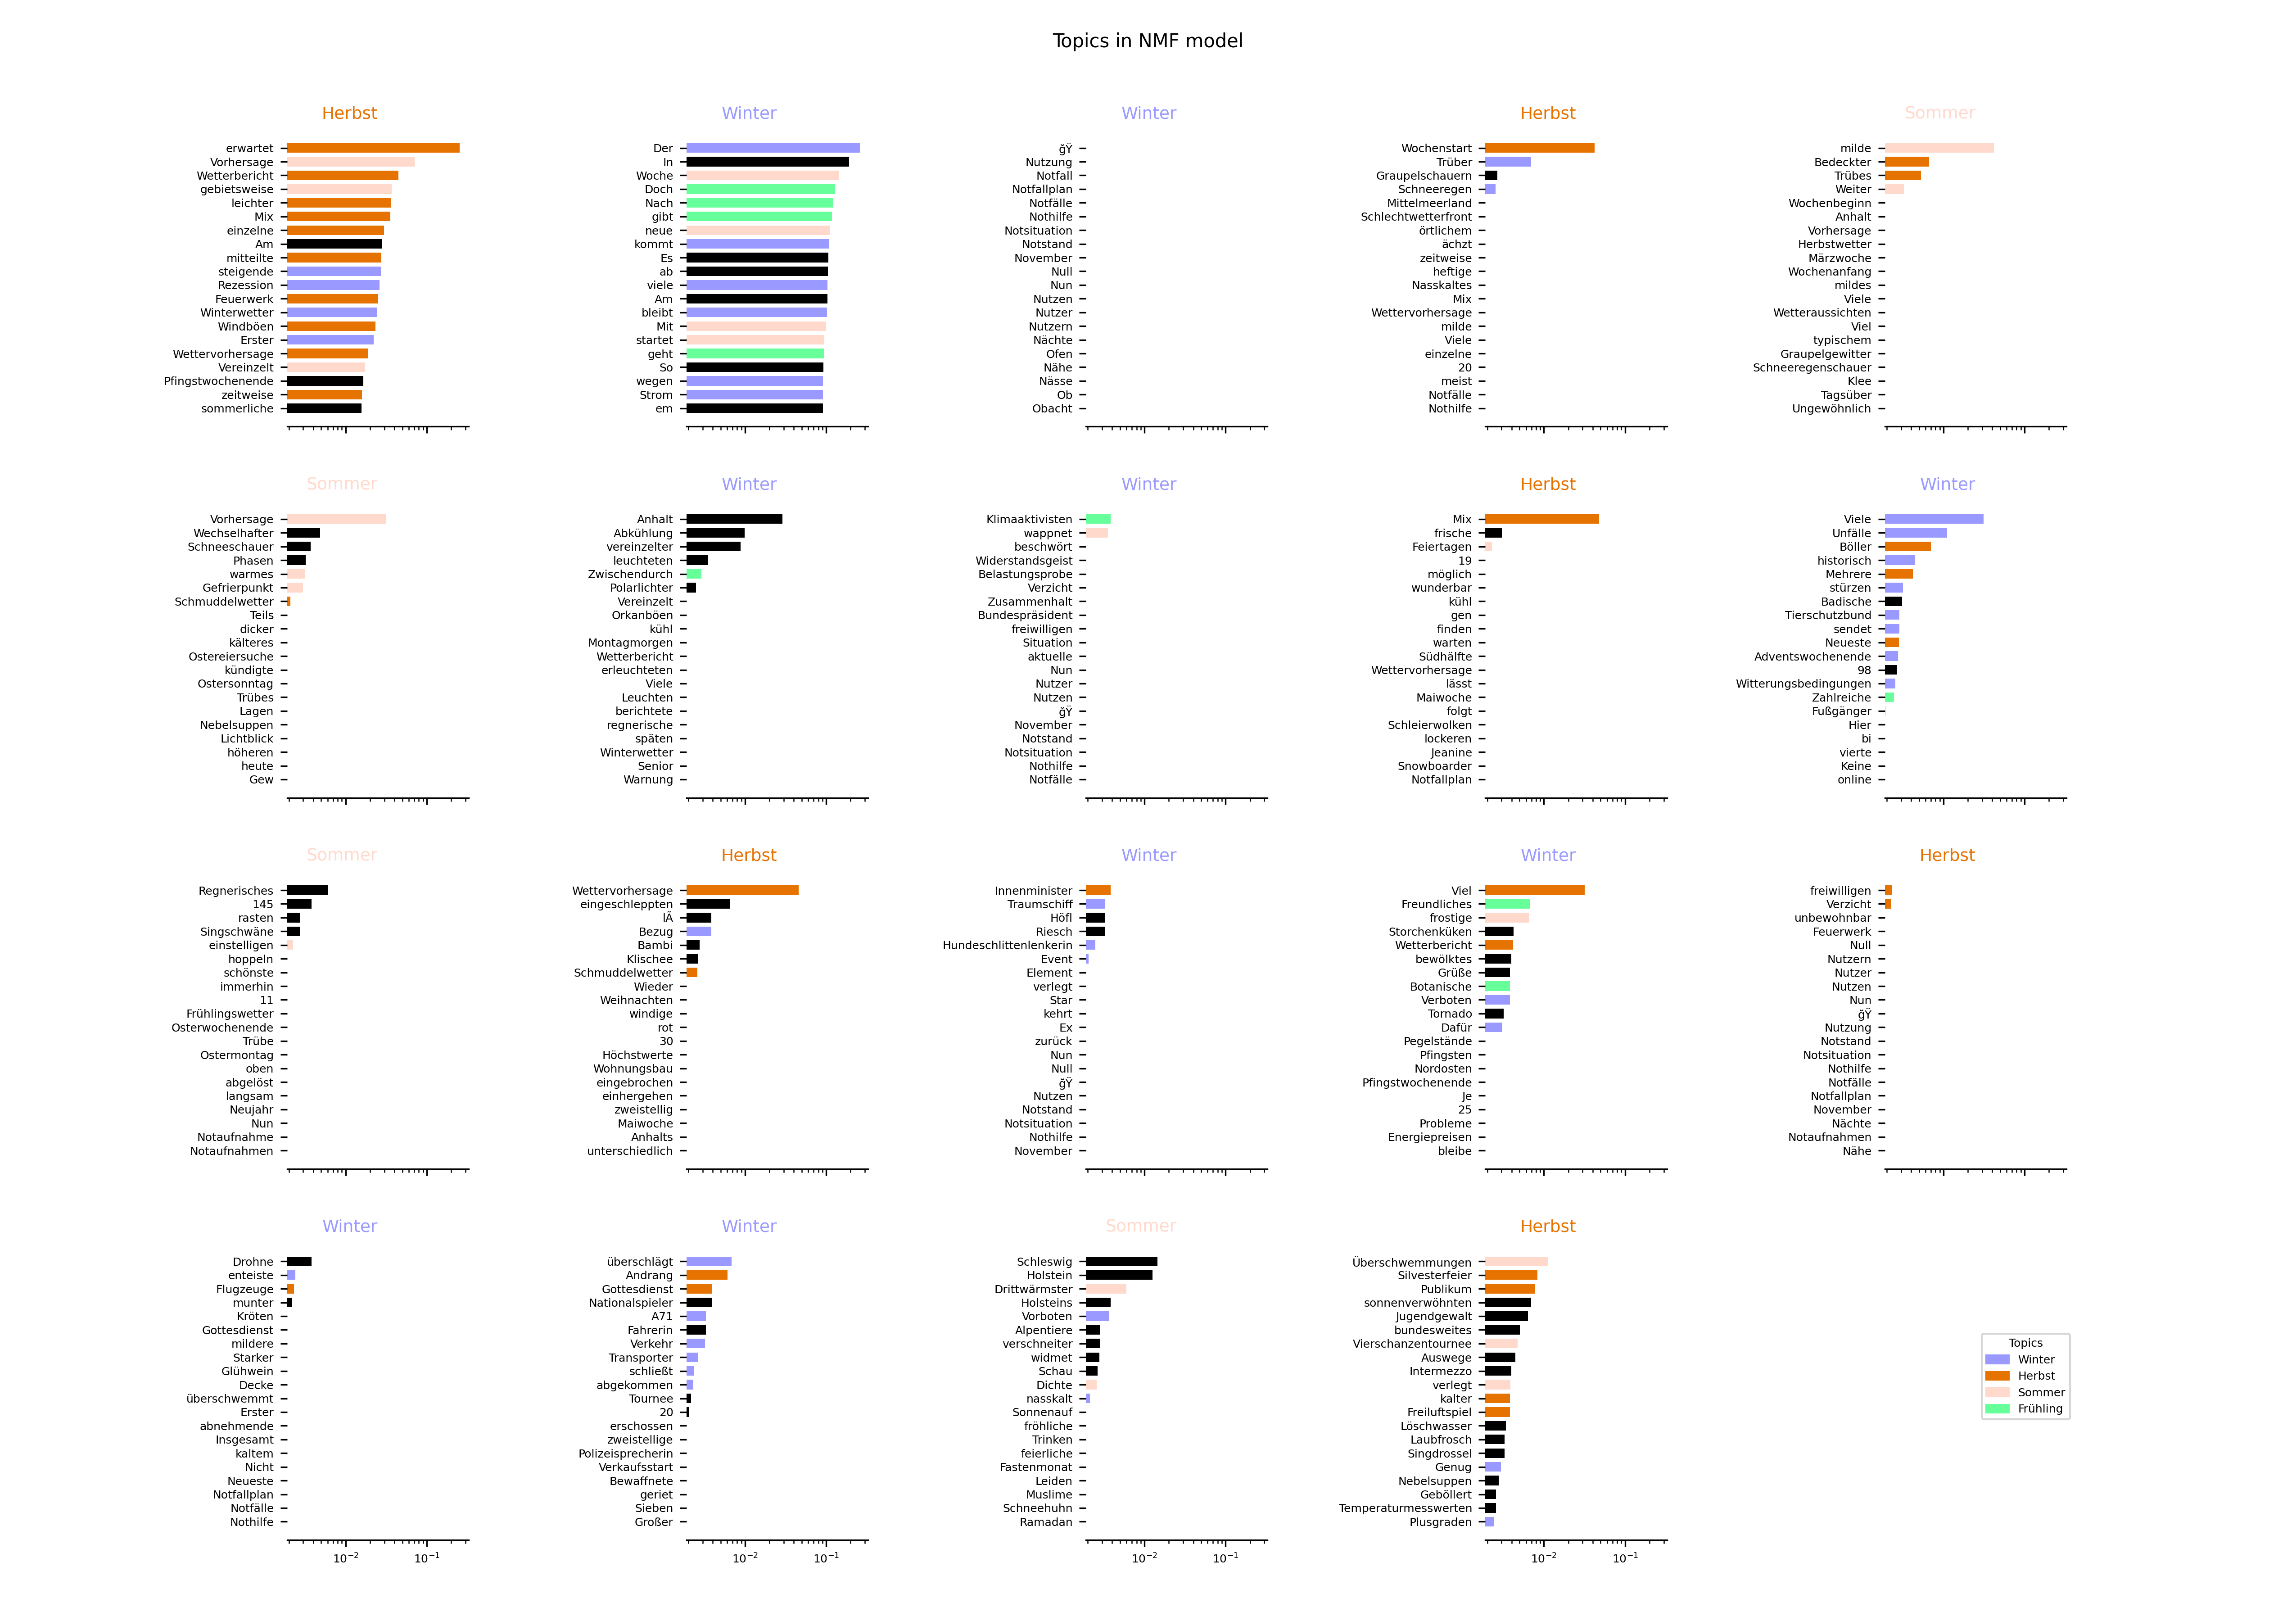 Topics in NMF model
Herbst
erwartet
Vorhersage
Wetterbericht
gebietsweise
leichter
Mix
einzelne
Am
mitteilte
steigende
Rezession
Feuerwerk
Winterwetter
Windböen
Erster
Wettervorhersage
Vereinzelt
Pfingstwochenende
zeitweise
sommerliche
Winter
Der
In
Woche
Doch
Nach
gibt
neue
kommt
Es
ab
viele
Am
bleibt
Mit
startet
geht
So
wegen
Strom
em
Winter
ğŸ
Nutzung
Notfall
Notfallplan
Notfälle
Nothilfe
Notsituation
Notstand
November
Null
Nun
Nutzen
Nutzer
Nutzern
Nächte
Ofen
Nähe
Nässe
Ob
Obacht
Herbst
Wochenstart
Trüber
Graupelschauern
Schneeregen
Mittelmeerland
Schlechtwetterfront
örtlichem
ächzt
zeitweise
heftige
Nasskaltes
Mix
Wettervorhersage
milde
Viele
einzelne
20
meist
Notfälle
Nothilfe
Sommer
milde
Bedeckter
Trübes
Weiter
Wochenbeginn
Anhalt
Vorhersage
Herbstwetter
Märzwoche
Wochenanfang
mildes
Viele
Wetteraussichten
Viel
typischem
Graupelgewitter
Schneeregenschauer
Klee
Tagsüber
Ungewöhnlich
Sommer
Vorhersage
Wechselhafter
Schneeschauer
Phasen
warmes
Gefrierpunkt
Schmuddelwetter
Teils
dicker
kälteres
Ostereiersuche
kündigte
Ostersonntag
Trübes
Lagen
Nebelsuppen
Lichtblick
höheren
heute
Gew
Winter
Anhalt
Abkühlung
vereinzelter
leuchteten
Zwischendurch
Polarlichter
Vereinzelt
Orkanböen
kühl
Montagmorgen
Wetterbericht
erleuchteten
Viele
Leuchten
berichtete
regnerische
späten
Winterwetter
Senior
Warnung
Winter
Klimaaktivisten
wappnet
beschwört
Widerstandsgeist
Belastungsprobe
Verzicht
Zusammenhalt
Bundespräsident
freiwilligen
Situation
aktuelle
Nun
Nutzer
Nutzen
ğŸ
November
Notstand
Notsituation
Nothilfe
Notfälle
Herbst
Mix
frische
Feiertagen
19
möglich
wunderbar
kühl
gen
finden
warten
Südhälfte
Wettervorhersage
lässt
Maiwoche
folgt
Schleierwolken
lockeren
Jeanine
Snowboarder
Notfallplan
Winter
Viele
Unfälle
Böller
historisch
Mehrere
stürzen
Badische
Tierschutzbund
sendet
Neueste
Adventswochenende
98
Witterungsbedingungen
Zahlreiche
Fußgänger
Hier
bi
vierte
Keine
online
Sommer
Regnerisches
145
rasten
Singschwäne
einstelligen
hoppeln
schönste
immerhin
11
Frühlingswetter
Osterwochenende
Trübe
Ostermontag
oben
abgelöst
langsam
Neujahr
Nun
Notaufnahme
Notaufnahmen
Herbst
Wettervorhersage
eingeschleppten
lÃ
Bezug
Bambi
Klischee
Schmuddelwetter
Wieder
Weihnachten
windige
rot
30
Höchstwerte
Wohnungsbau
eingebrochen
einhergehen
zweistellig
Maiwoche
Anhalts
unterschiedlich
Winter
Innenminister
Traumschiff
Höfl
Riesch
Hundeschlittenlenkerin
Event
Element
verlegt
Star
kehrt
Ex
zurück
Nun
Null
ğŸ
Nutzen
Notstand
Notsituation
Nothilfe
November
Winter
Viel
Freundliches
frostige
Storchenküken
Wetterbericht
bewölktes
Grüße
Botanische
Verboten
Tornado
Dafür
Pegelstände
Pfingsten
Nordosten
Pfingstwochenende
Je
25
Probleme
Energiepreisen
bleibe
Herbst
freiwilligen
Verzicht
unbewohnbar
Feuerwerk
Null
Nutzern
Nutzer
Nutzen
Nun
ğŸ
Nutzung
Notstand
Notsituation
Nothilfe
Notfälle
Notfallplan
November
Nächte
Notaufnahmen
Nähe
Winter
Drohne
enteiste
Flugzeuge
munter
Kröten
Gottesdienst
mildere
Starker
Glühwein
Decke
überschwemmt
Erster
abnehmende
Insgesamt
kaltem
Nicht
Neueste
Notfallplan
Notfälle
Nothilfe
10⁻² 10⁻¹
Winter
überschlägt
Andrang
Gottesdienst
Nationalspieler
A71
Fahrerin
Verkehr
Transporter
schließt
abgekommen
Tournee
20
erschossen
zweistellige
Polizeisprecherin
Verkaufsstart
Bewaffnete
geriet
Sieben
Großer
10⁻² 10⁻¹
Sommer
Schleswig
Holstein
Drittwärmster
Holsteins
Vorboten
Alpentiere
verschneiter
widmet
Schau
Dichte
nasskalt
Sonnenauf
fröhliche
Trinken
feierliche
Fastenmonat
Leiden
Muslime
Schneehuhn
Ramadan
10⁻² 10⁻¹
Herbst
Überschwemmungen
Silvesterfeier
Publikum
sonnenverwöhnten
Jugendgewalt
bundesweites
Vierschanzentournee
Auswege
Intermezzo
verlegt
kalter
Freiluftspiel
Löschwasser
Laubfrosch
Singdrossel
Genug
Nebelsuppen
Geböllert
Temperaturmesswerten
Plusgraden
10⁻² 10⁻¹
Topics
Winter
Herbst
Sommer
Frühling